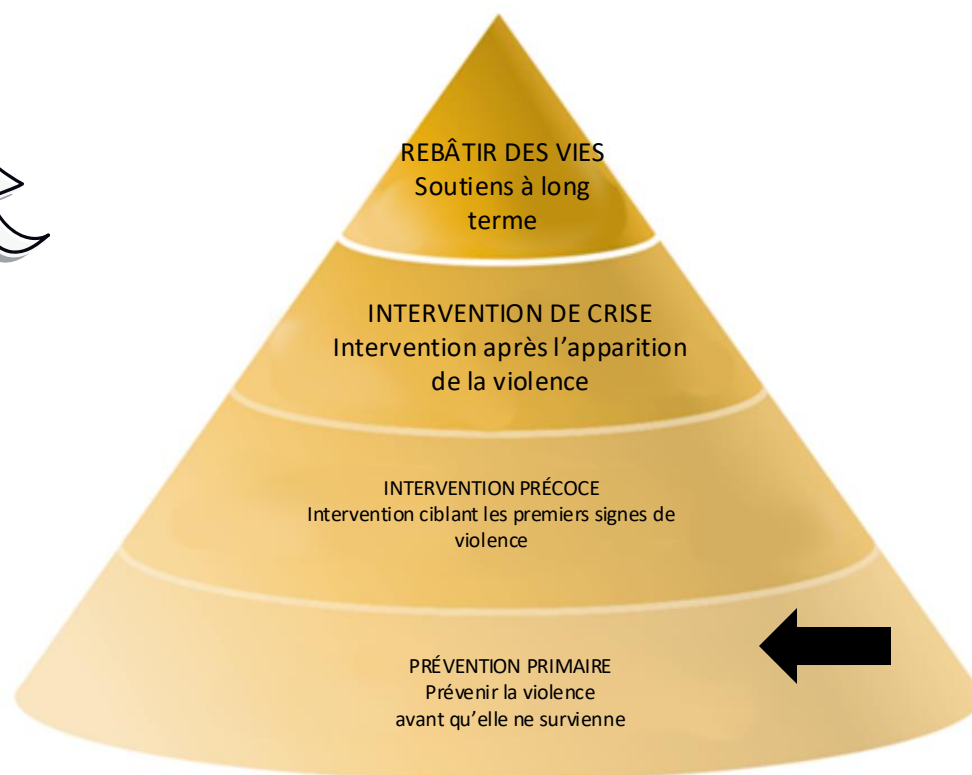 REBÂTIR DES VIES
Soutiens à long
terme
INTERVENTION DE CRISE
Intervention après l’apparition
de la violence
INTERVENTION PRÉCOCE
Intervention ciblant les premiers signes de
violence
PRÉVENTION PRIMAIRE
Prévenir la violence
avant qu’elle ne survienne